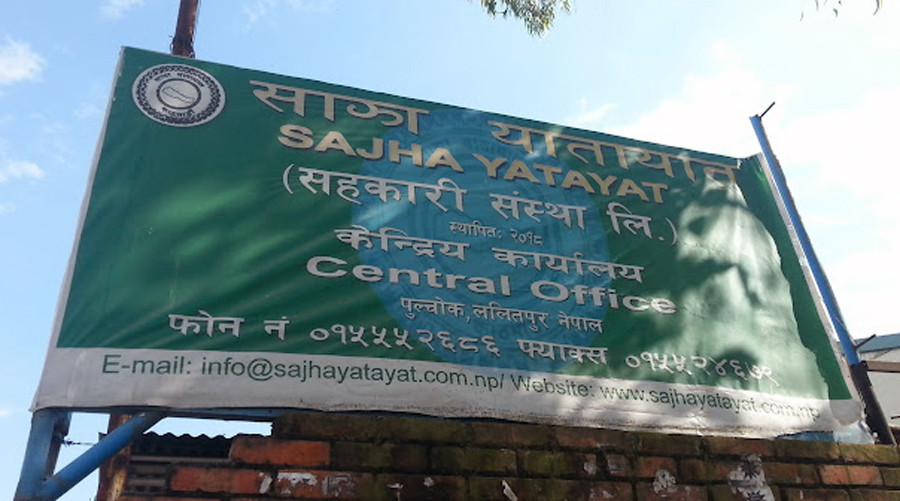 साझा यातायात
SAJHA YATAYAT
(सहकारी संस्था लि.)
स्थापित: २०१८
केन्द्रिय कार्यालय
Central Office
पुल्चोक, ललितपुर नेपाल
फोन नं ०१५५५२६८६ फ्याक्स ०१५५२४६७९
E-mail: info@sajhayatayat.com.np/ Website: www.sajhayatayat.com.np